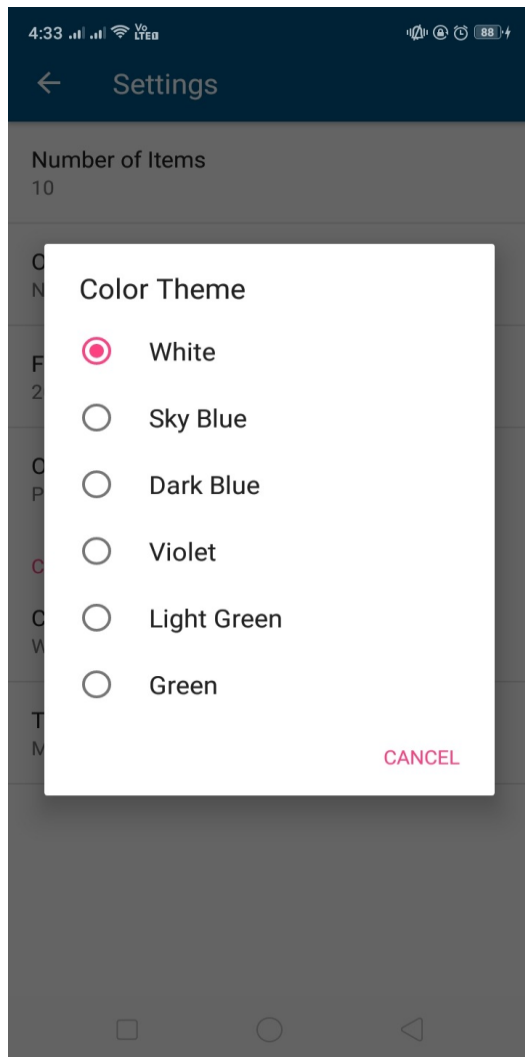 4:33 Vo LTE 88
Settings
Number of Items
10
Color Theme
White
Sky Blue
Dark Blue
Violet
Light Green
Green
CANCEL